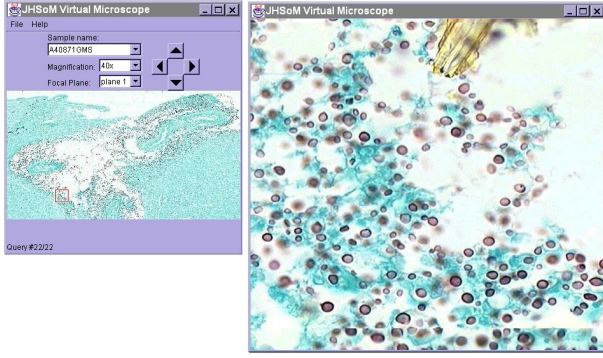 JHSoM Virtual Microscope
File Help
Sample name:
A40871GMS
Magnification: 40x
Focal Plane: plane 1
Query #22/22
JHSoM Virtual Microscope